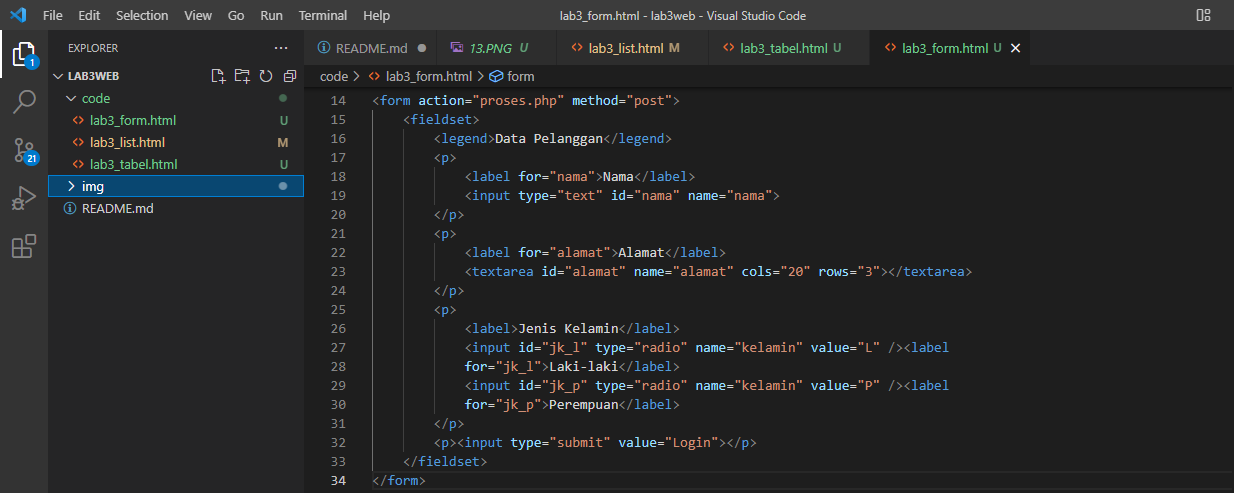 File Edit Selection View Go Run Terminal Help lab3_form.html - lab3web - Visual Studio Code
EXPLORER ···
README.md ● 13.PNG U lab3_list.html M lab3_tabel.html U lab3_form.html U ×
LAB3WEB
code > lab3_form.html > form
code
lab3_form.html U
lab3_list.html M
lab3_tabel.html U
img
README.md
1
21
14 <form action="proses.php" method="post">
15 <fieldset>
16 <legend>Data Pelanggan</legend>
17 <p>
18 <label for="nama">Nama</label>
19 <input type="text" id="nama" name="nama">
20 </p>
21 <p>
22 <label for="alamat">Alamat</label>
23 <textarea id="alamat" name="alamat" cols="20" rows="3"></textarea>
24 </p>
25 <p>
26 <label>Jenis Kelamin</label>
27 <input id="jk_l" type="radio" name="kelamin" value="L" /><label
28 for="jk_l">Laki-laki</label>
29 <input id="jk_p" type="radio" name="kelamin" value="P" /><label
30 for="jk_p">Perempuan</label>
31 </p>
32 <p><input type="submit" value="Login"></p>
33 </fieldset>
34 </form>